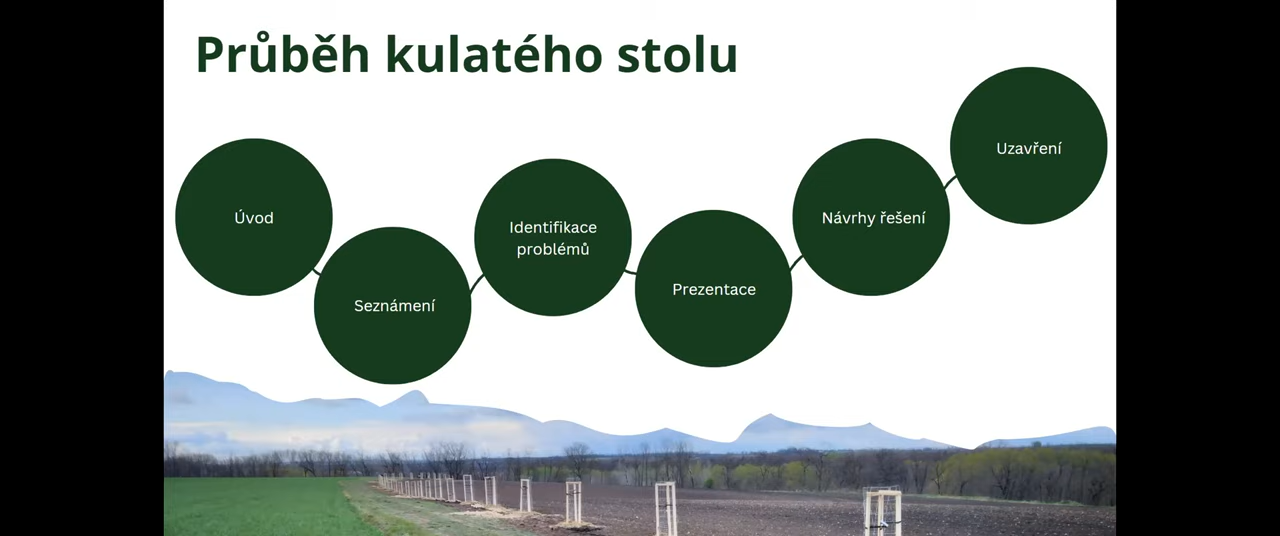 Průběh kulatého stolu
Úvod
Seznámení
Identifikace
problémů
Prezentace
Návrhy řešení
Uzavření